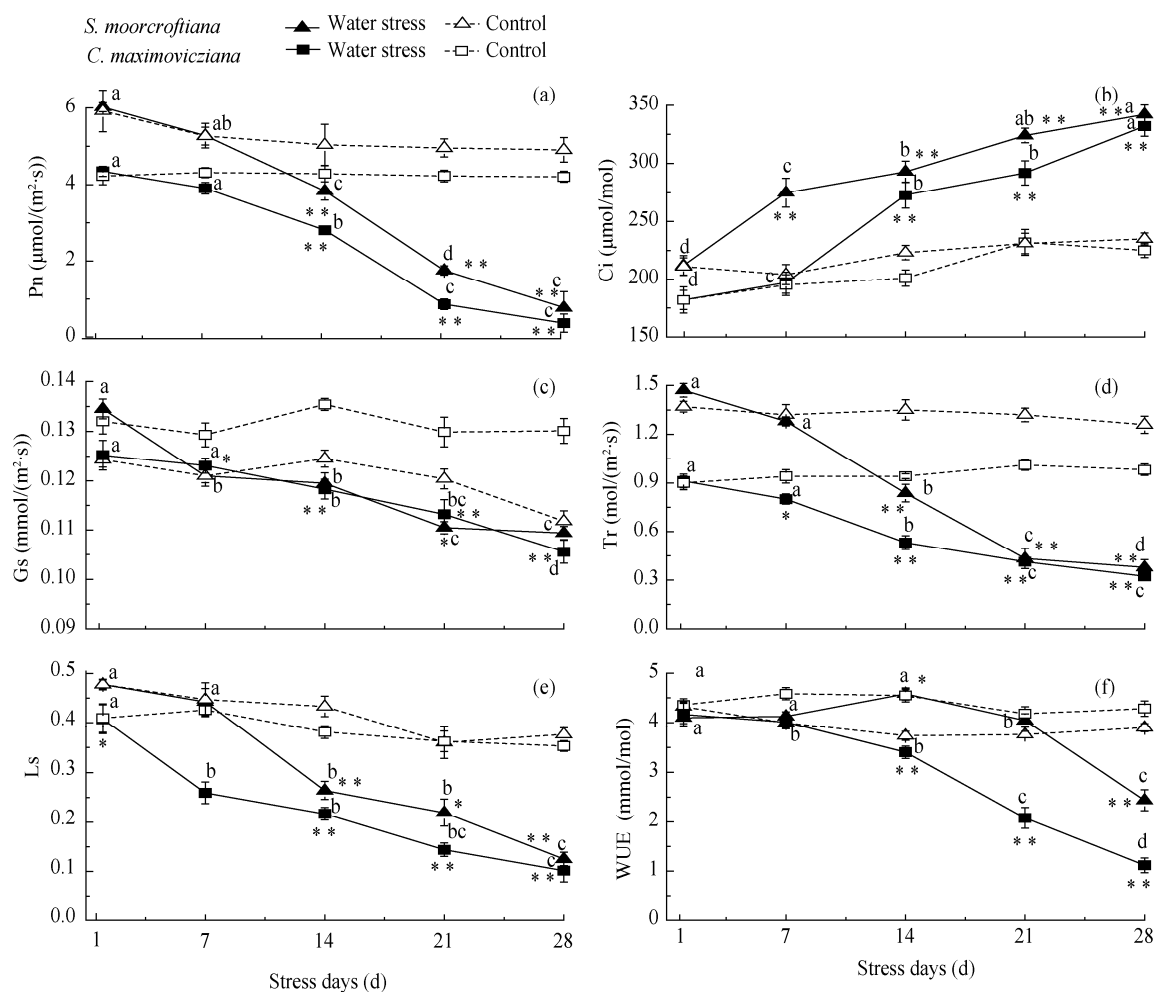 S. moorcroftiana Water stress Control
C. maximovicziana Water stress Control
(a)
Pn (μmol/(m²·s))
6
4
2
0
a
ab
a
a
c
* *
b
* *
d * *
c
* *
c
* *
c
* *
(b)
Ci (μmol/mol)
350
300
250
200
150
d
d
c
* *
c
b
* *
b
* *
ab * *
b
* *
* * a
a
* *
(c)
Gs (mmol/(m²·s))
0.14
0.13
0.12
0.11
0.10
0.09
a
a
a *
b
b
b
* *
bc
* *
* c
c
* *
d
(d)
Tr (mol/(m²·s))
1.5
1.2
0.9
0.6
0.3
0.0
a
a
a
a
*
b
* *
b
* *
c
* *
* * c
d
* *
* * c
(e)
Ls
0.5
0.4
0.3
0.2
0.1
0.0
a
a
a
*
b
b
* *
b
* *
b
*
bc
* *
* *
c
c
* *
1 7 14 21 28
Stress days (d)
(f)
WUE (mmol/mol)
5
4
3
2
1
0
a
a
a
b
a *
b
* *
b
c
* *
c
* *
d
* *
1 7 14 21 28
Stress days (d)